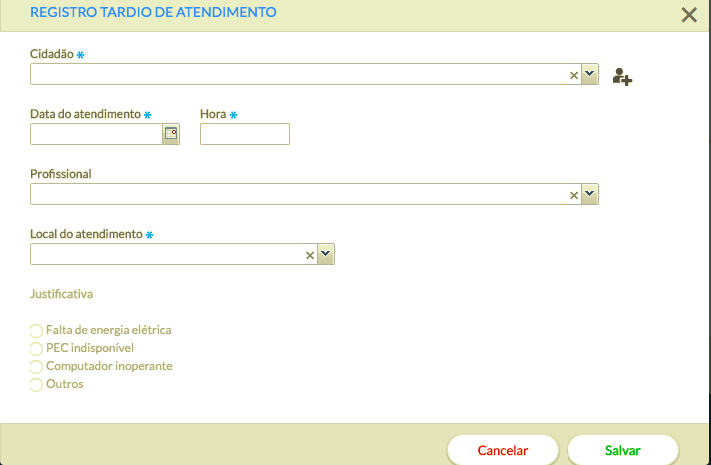 REGISTRO TARDIO DE ATENDIMENTO
Cidadão *
Data do atendimento * Hora *
Profissional
Local do atendimento *
Justificativa
Falta de energia elétrica
PEC indisponível
Computador inoperante
Outros
Cancelar Salvar